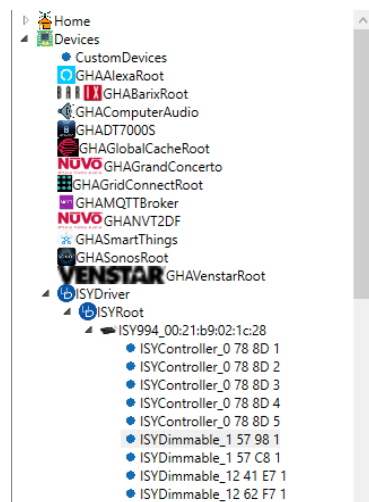 Home
Devices
CustomDevices
GHAAlexaRoot
BARIX GHABarixRoot
GHAComputerAudio
GHADT7000S
GHAGlobalCacheRoot
NUVO GHAGrandConcerto
GHAGridConnectRoot
GHAMQTTBroker
NUVO GHANVT2DF
GHASmartThings
GHASonosRoot
VENSTAR GHAVenstarRoot
ISYDriver
ISYRoot
ISY994_00:21:b9:02:1c:28
ISYController_0 78 8D 1
ISYController_0 78 8D 2
ISYController_0 78 8D 3
ISYController_0 78 8D 4
ISYController_0 78 8D 5
ISYDimmable_1 57 98 1
ISYDimmable_1 57 C8 1
ISYDimmable_12 41 E7 1
ISYDimmable_12 62 F7 1